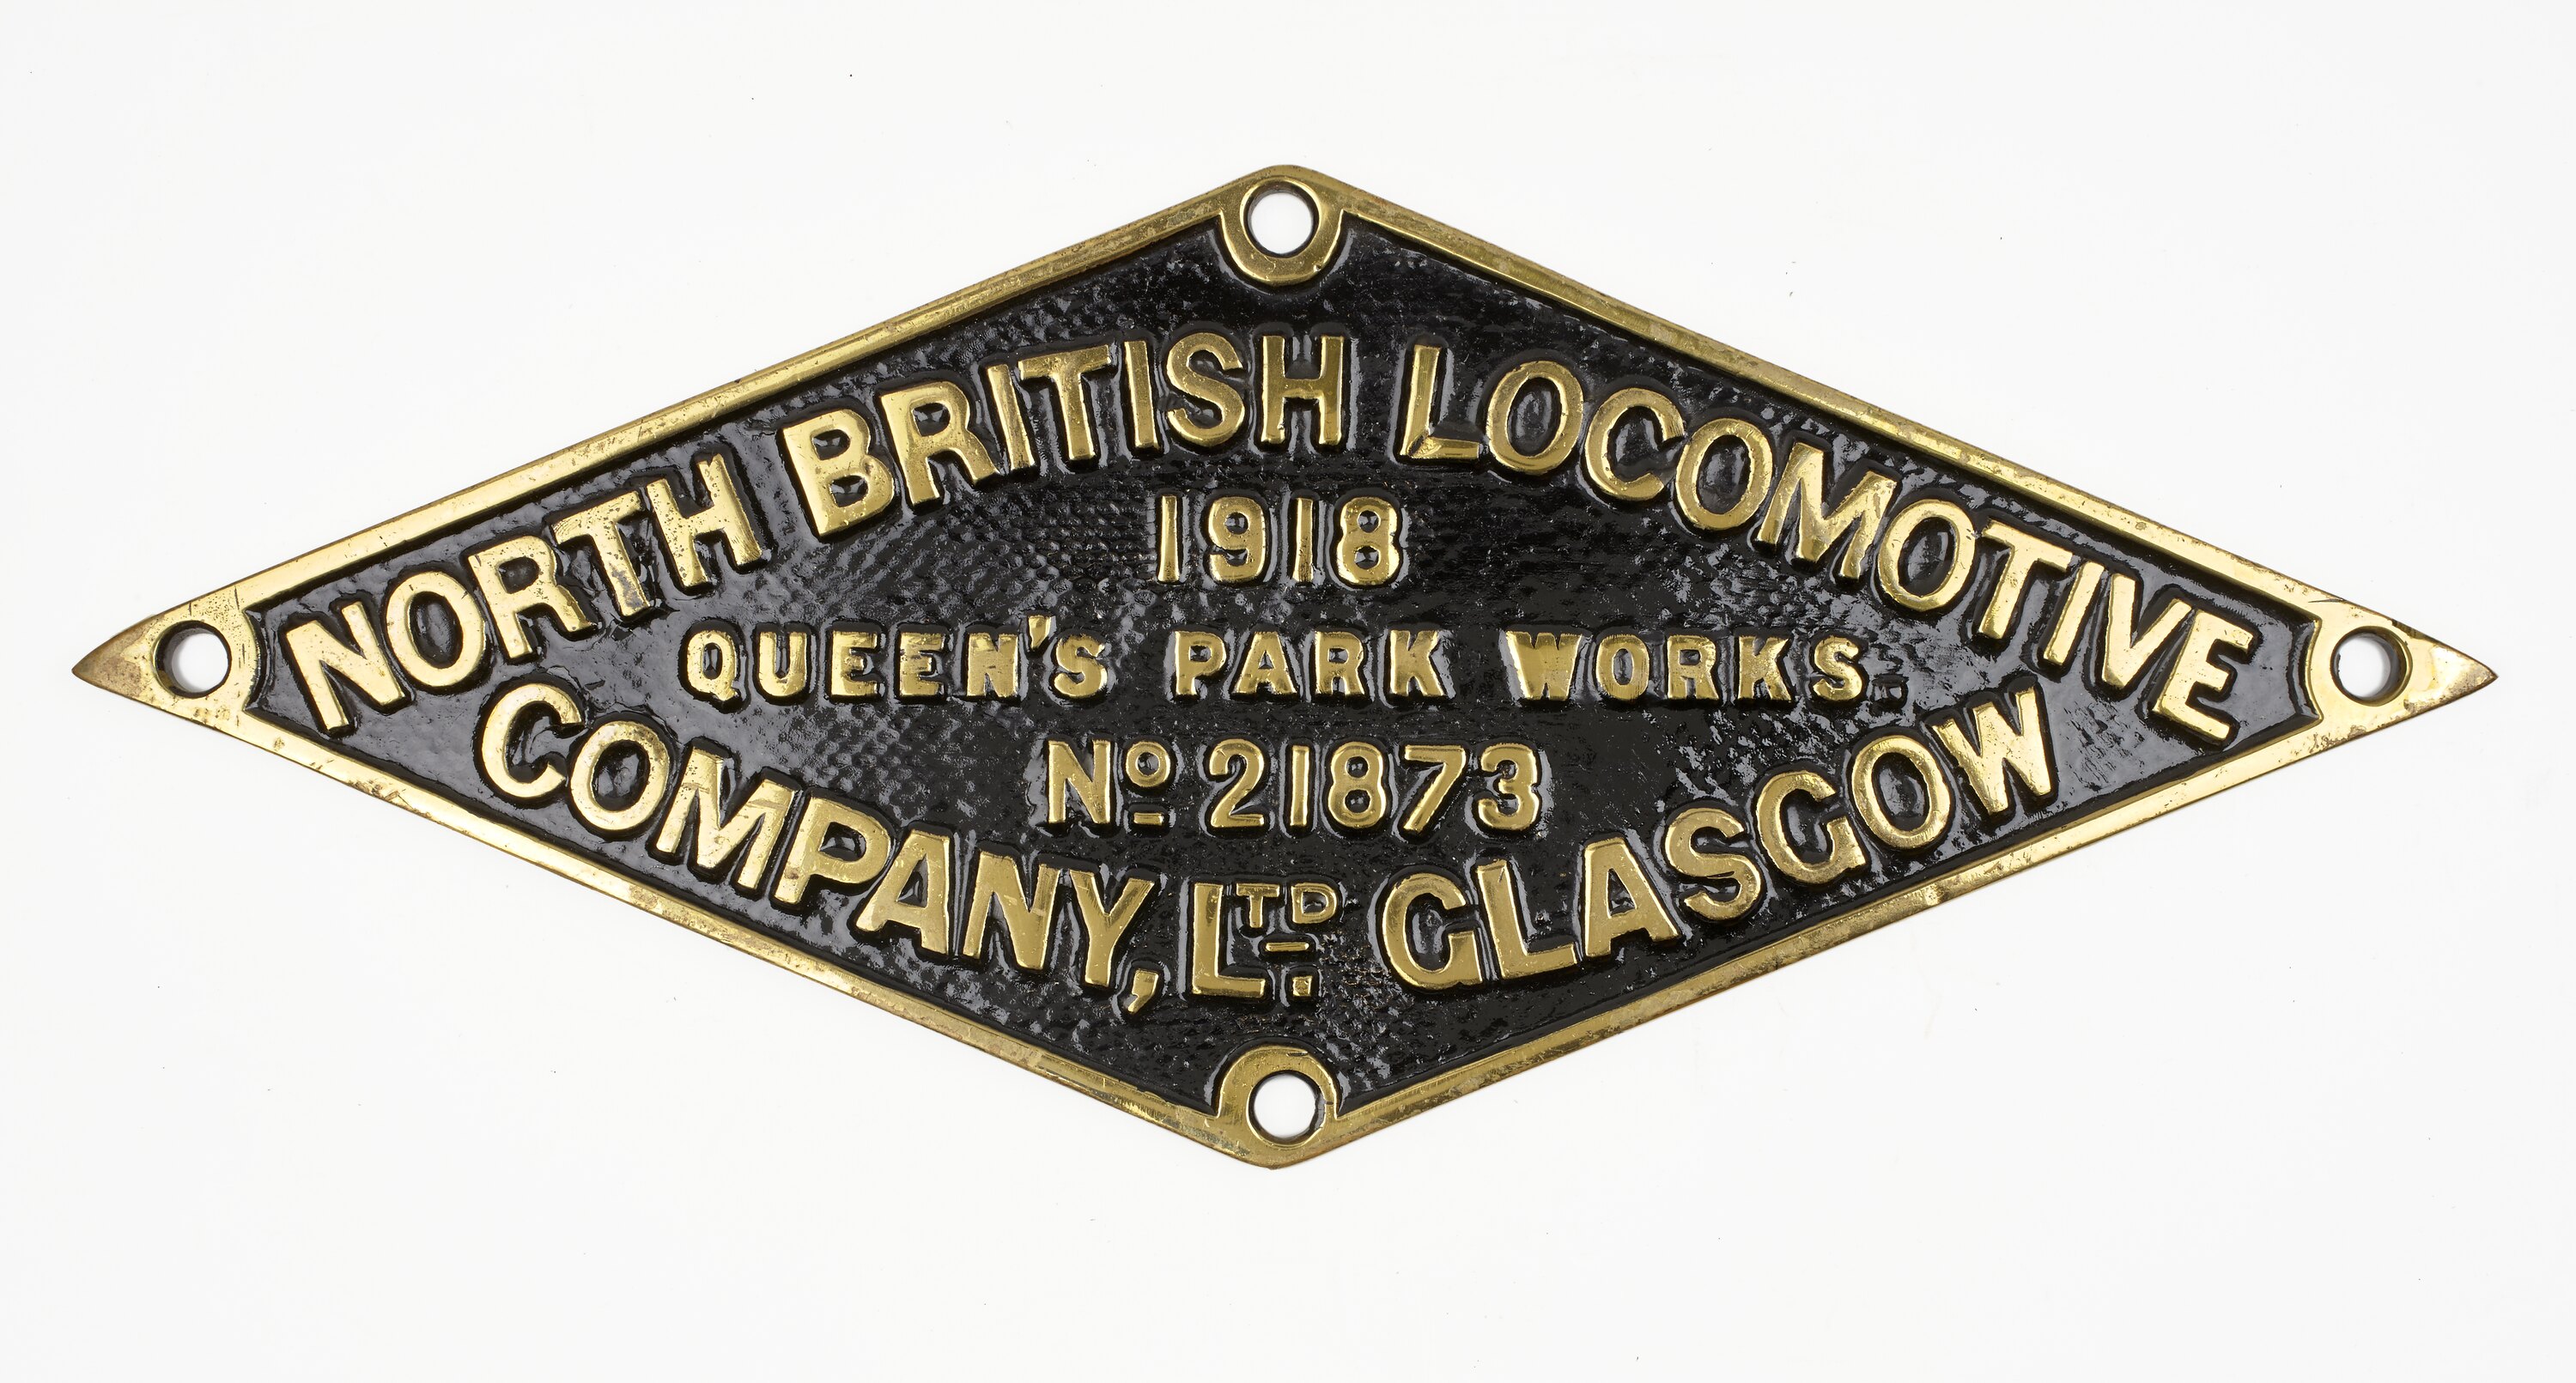 NORTH BRITISH LOCOMOTIVE
1918
QUEEN'S PARK WORKS.
Nº 21873
COMPANY, LTD. GLASGOW